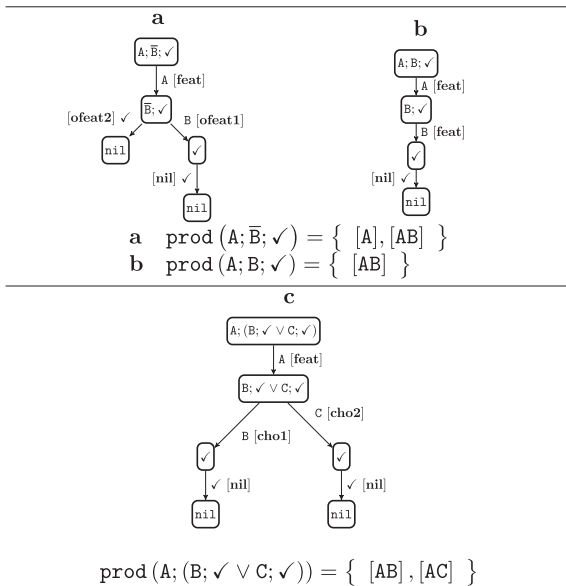 a
A; B̅; ✓
A [feat]
B̅; ✓
[ofeat2] ✓
B [ofeat1]
nil
✓
[nil] ✓
nil
b
A; B; ✓
A [feat]
B; ✓
B [feat]
✓
[nil] ✓
nil
a prod (A; B̅; ✓) = { [A], [AB] }
b prod (A; B; ✓) = { [AB] }
c
A; (B; ✓ ∨ C; ✓)
A [feat]
B; ✓ ∨ C; ✓
B [cho1]
C [cho2]
✓
✓
✓ [nil]
✓ [nil]
nil
nil
prod (A; (B; ✓ ∨ C; ✓)) = { [AB] , [AC] }